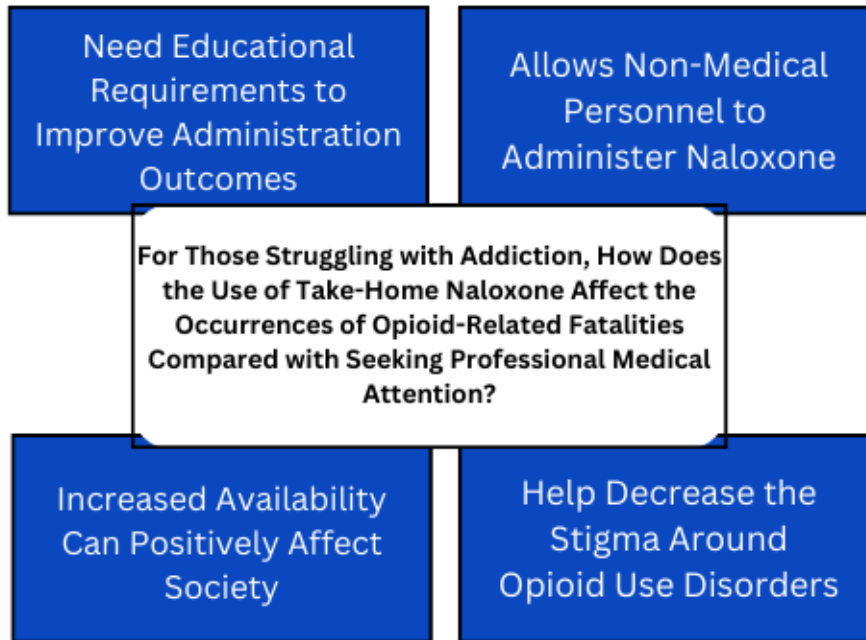 Need Educational
Requirements to
Improve Administration
Outcomes
Allows Non-Medical
Personnel to
Administer Naloxone
For Those Struggling with Addiction, How Does
the Use of Take-Home Naloxone Affect the
Occurrences of Opioid-Related Fatalities
Compared with Seeking Professional Medical
Attention?
Increased Availability
Can Positively Affect
Society
Help Decrease the
Stigma Around
Opioid Use Disorders